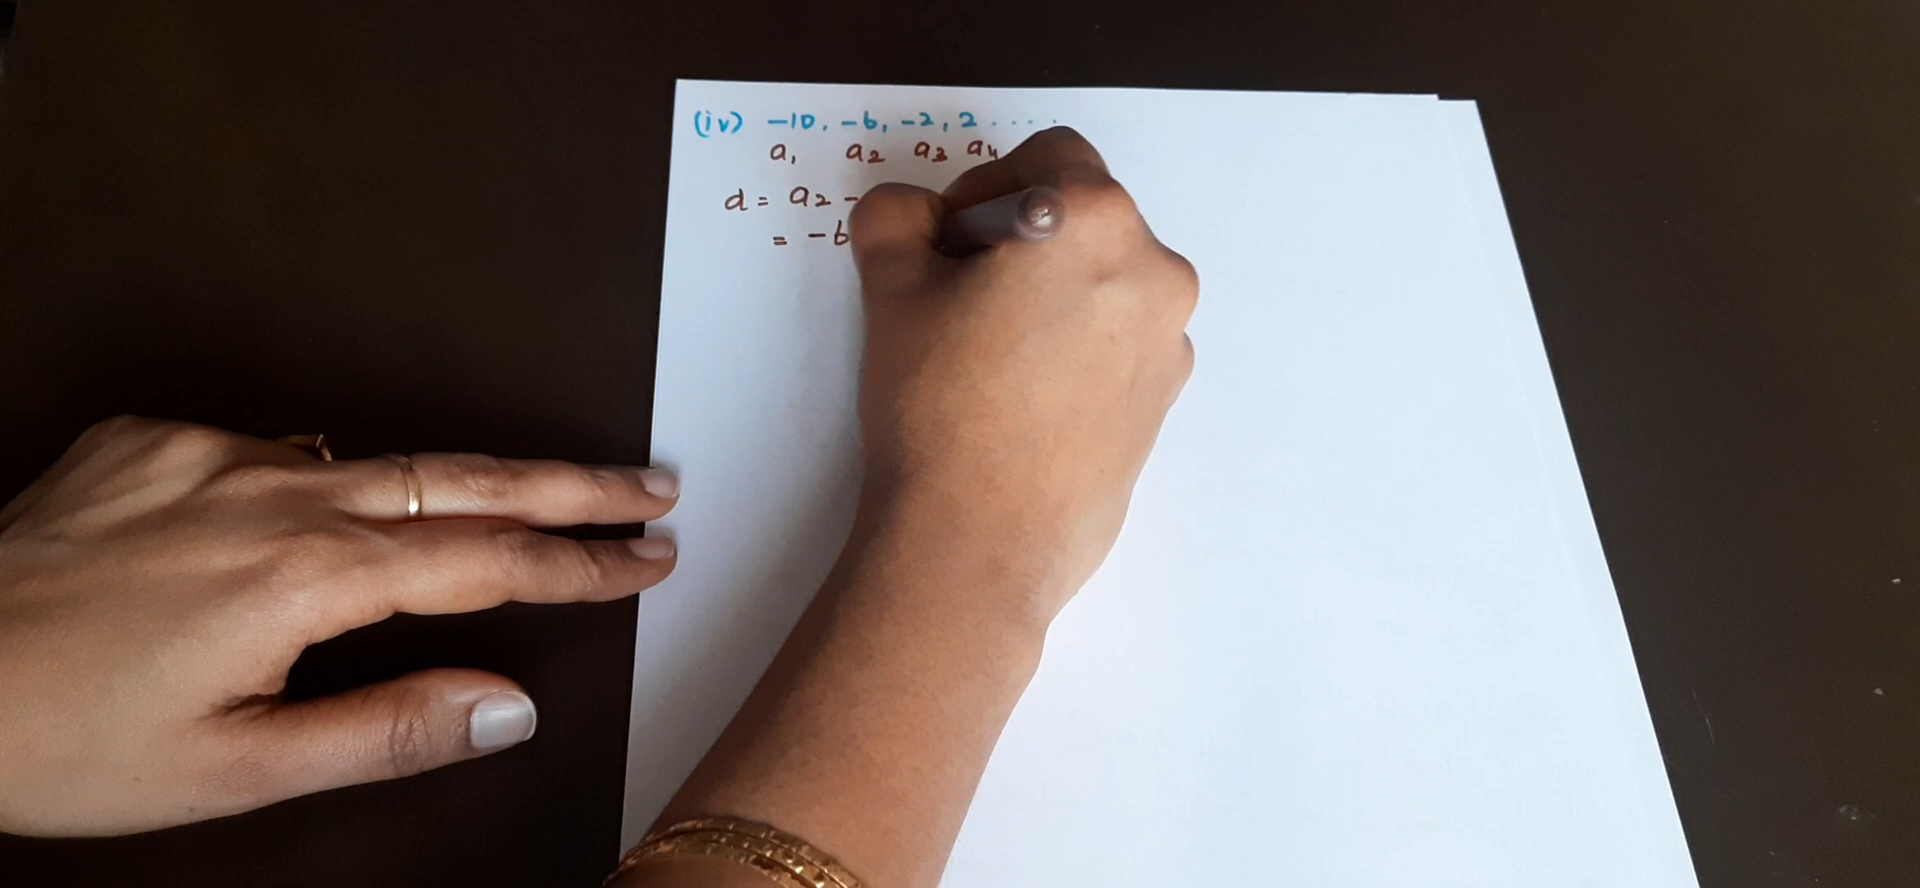 (iv) -10, -6, -2, 2 .....
a₁ a₂ a₃ a₄
d = a₂ -
= -6